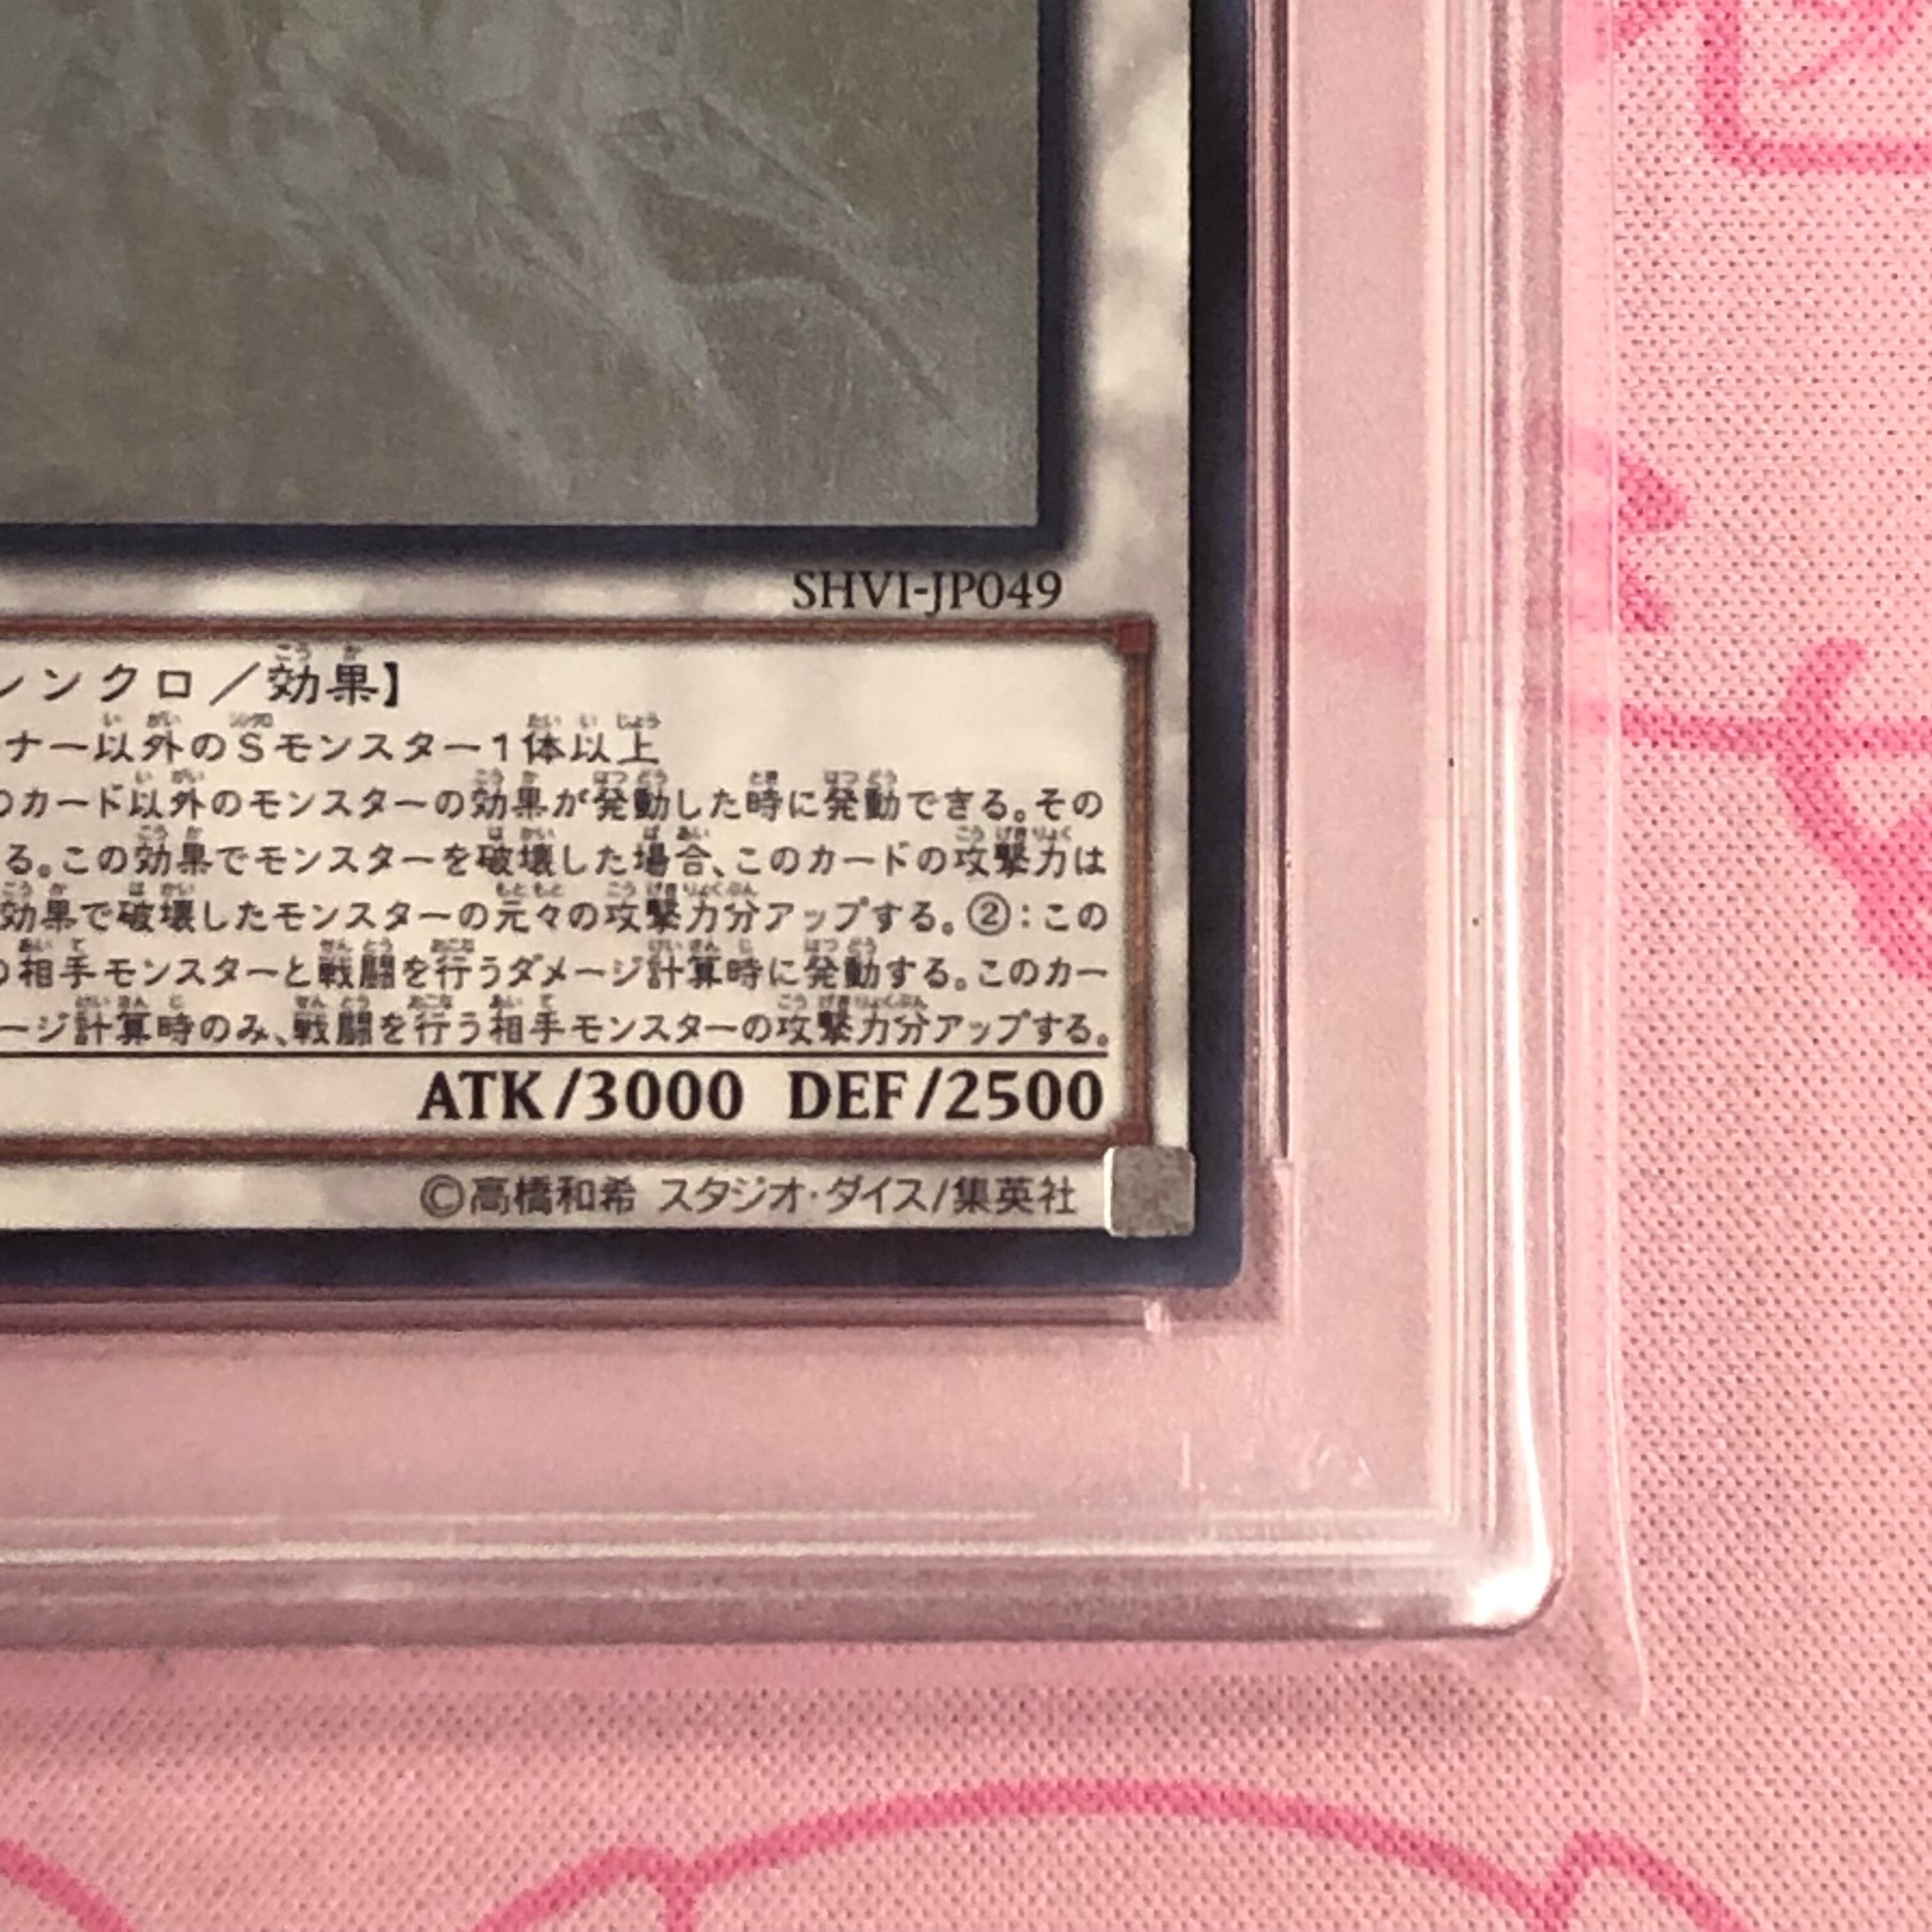 SHVI-JP049
シンクロ／効果】
ナー以外のSモンスター1体以上
のカード以外のモンスターの効果が発動した時に発動できる。その
る。この効果でモンスターを破壊した場合、このカードの攻撃力は
効果で破壊したモンスターの元々の攻撃力分アップする。②：この
の相手モンスターと戦闘を行うダメージ計算時に発動する。このカー
ージ計算時のみ、戦闘を行う相手モンスターの攻撃力分アップする。
ATK/3000 DEF/2500
©高橋和希 スタジオ・ダイス/集英社